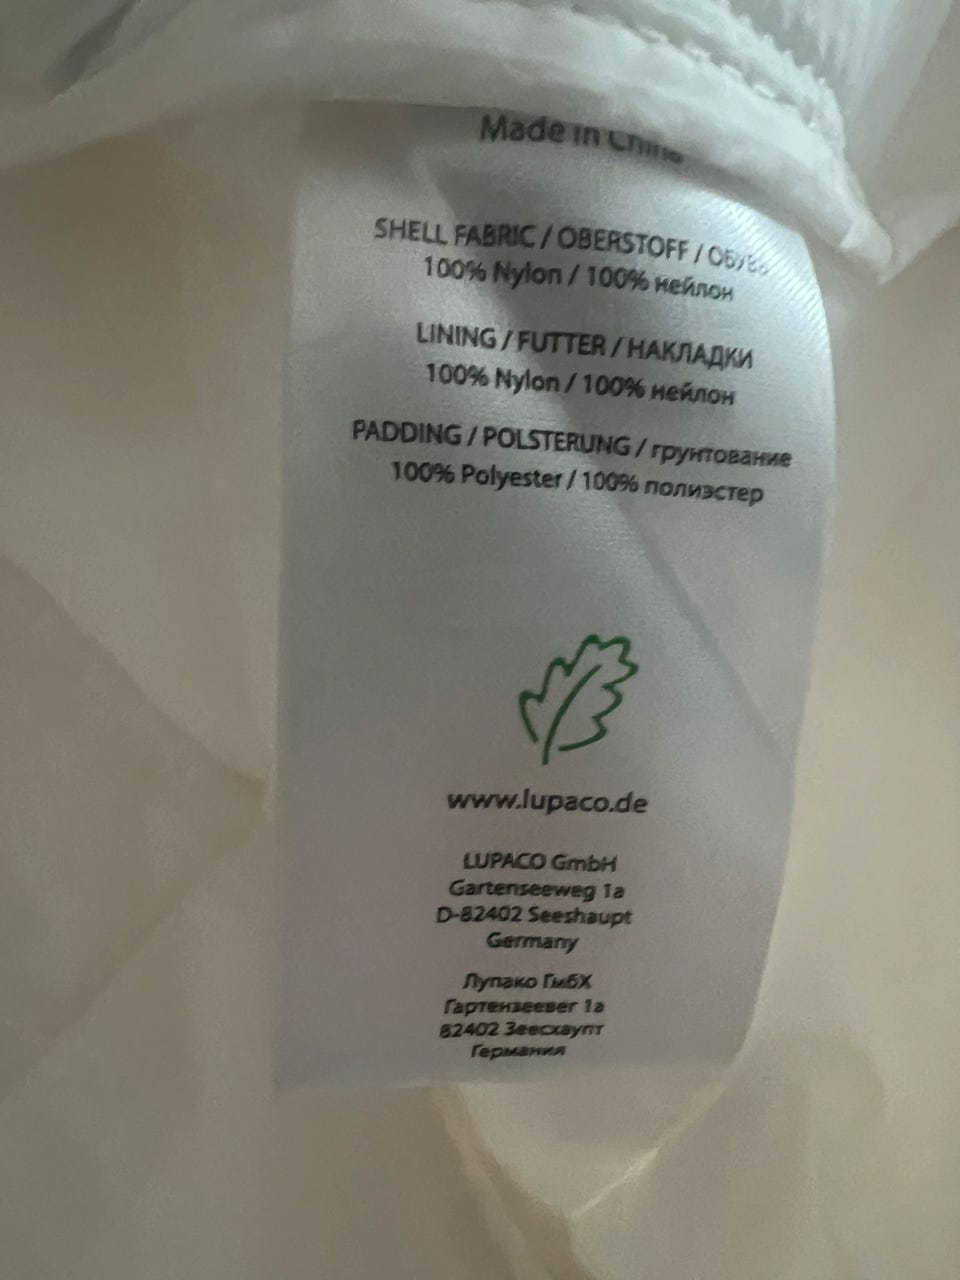 Made in China
SHELL FABRIC / OBERSTOFF /
100% Nylon / 100% нейлон
LINING / FUTTER / НАКЛАДКИ
100% Nylon / 100% нейлон
PADDING / POLSTERUNG / грунтование
100% Polyester / 100% полиэстер
www.lupaco.de
LUPACO GmbH
Gartenseeweg 1a
D-82402 Seeshaupt
Germany
Лупако ГмбХ
Гартензеевег 1а
82402 Зеесхаупт
Германия